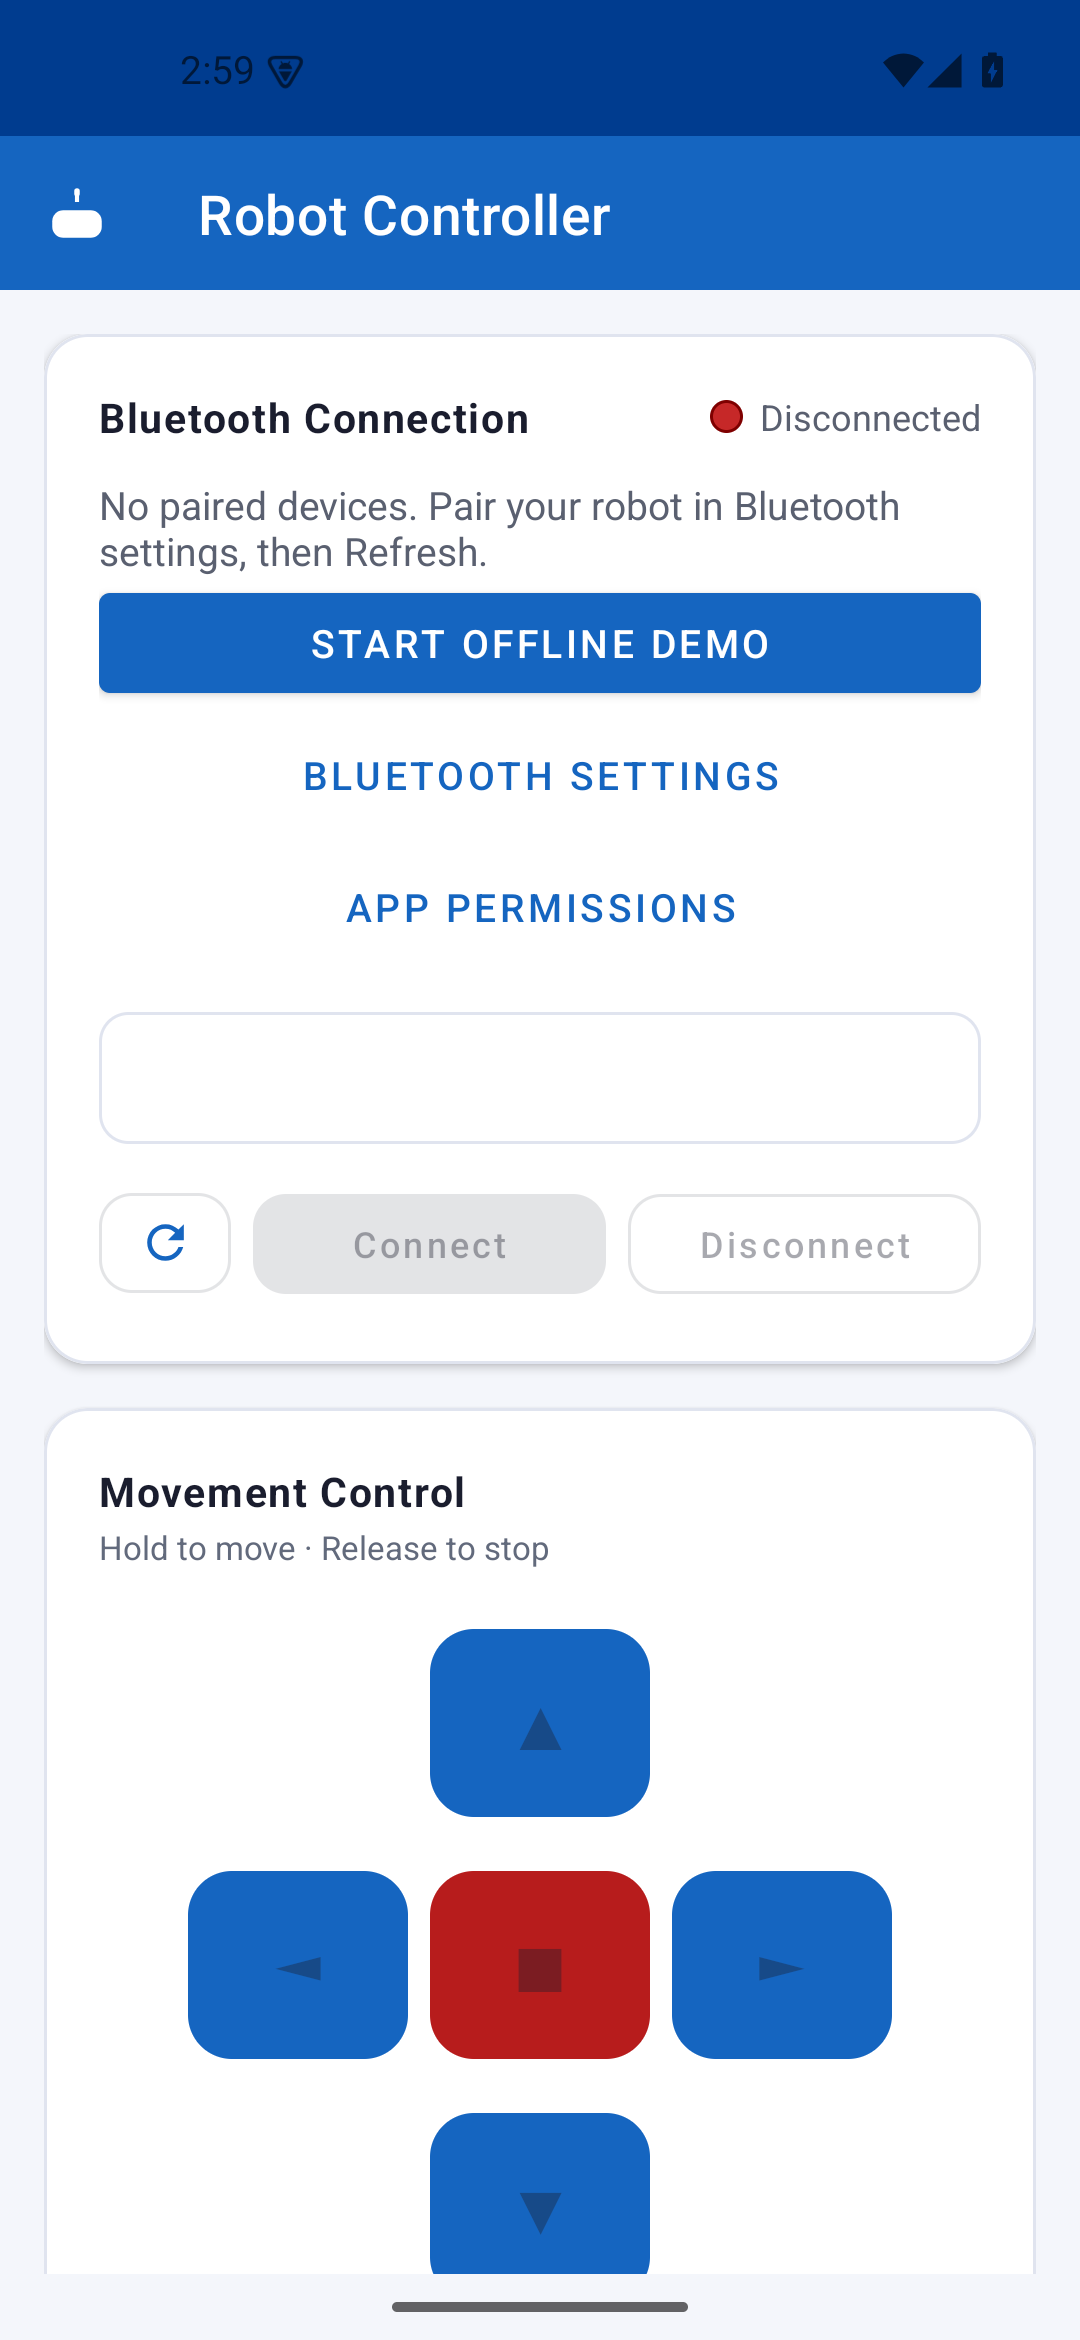 2:59
Robot Controller
Bluetooth Connection
Disconnected
No paired devices. Pair your robot in Bluetooth
settings, then Refresh.
START OFFLINE DEMO
BLUETOOTH SETTINGS
APP PERMISSIONS
Connect
Disconnect
Movement Control
Hold to move · Release to stop
▲
◄
■
►
▼